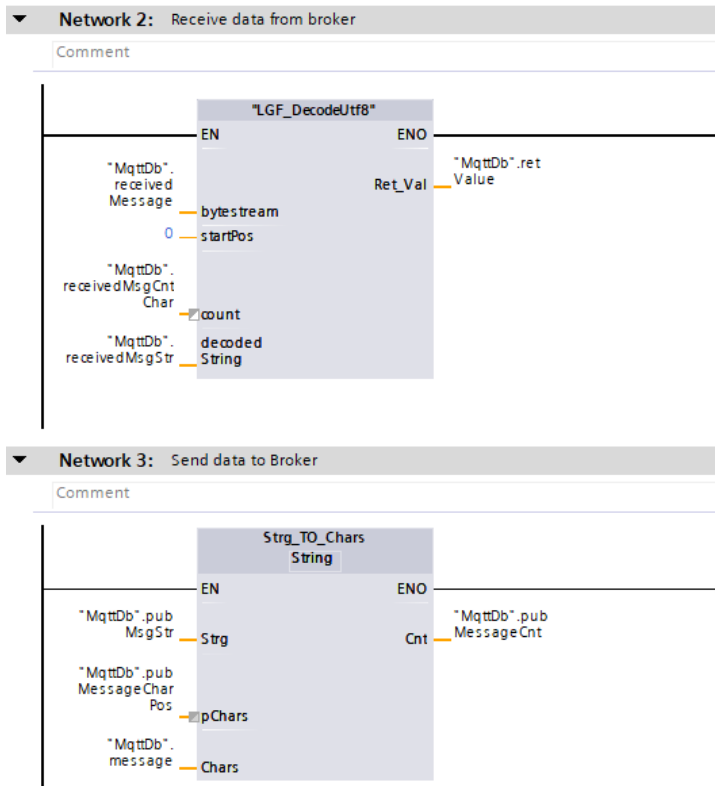 Network 2: Receive data from broker
Comment
"LGF_DecodeUtf8"
EN ENO
"MqttDb".
received
Message
bytestream
Ret_Val
"MqttDb".ret
Value
0 startPos
"MqttDb".
receivedMsgCnt
Char
count
"MqttDb".
receivedMsgStr
decoded
String
Network 3: Send data to Broker
Comment
Strg_TO_Chars
String
EN ENO
"MqttDb".pub
MsgStr
Strg
Cnt
"MqttDb".pub
MessageCnt
"MqttDb".pub
MessageChar
Pos
pChars
"MqttDb".
message
Chars